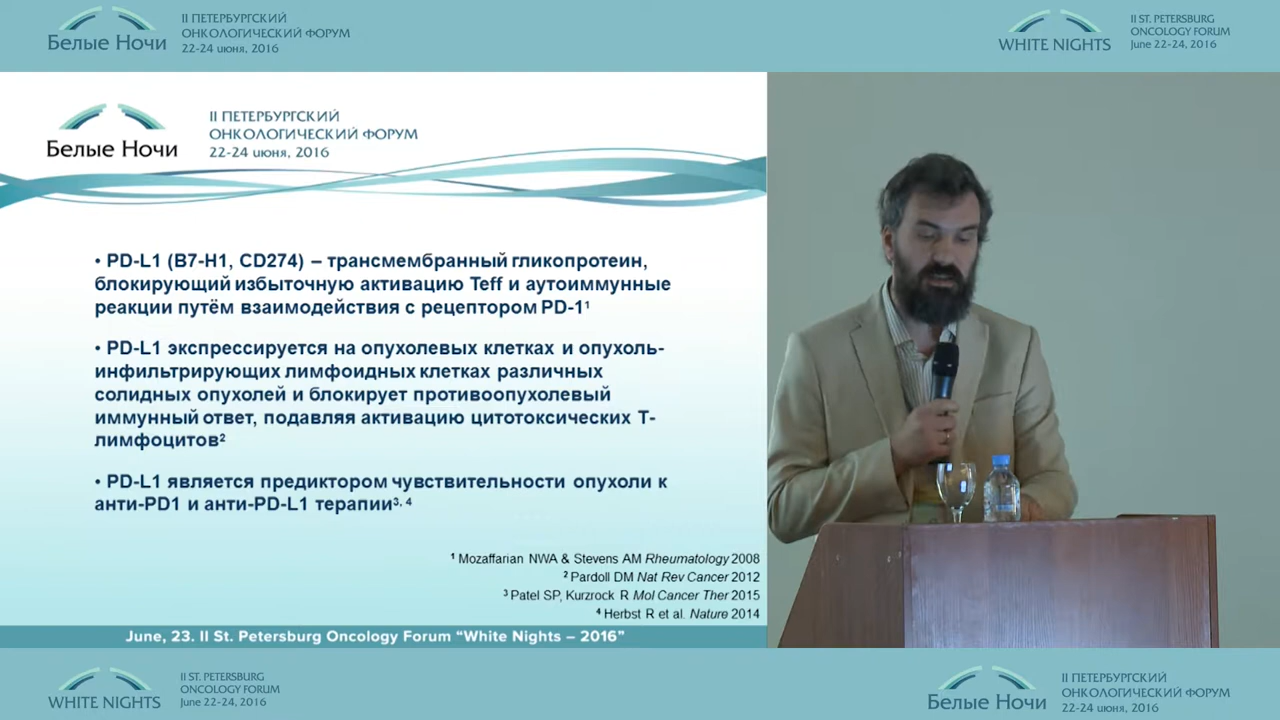 Белые Ночи
II ПЕТЕРБУРГСКИЙ
ОНКОЛОГИЧЕСКИЙ ФОРУМ
22-24 июня, 2016
WHITE NIGHTS
II ST. PETERSBURG
ONCOLOGY FORUM
June 22-24, 2016
Белые Ночи
II ПЕТЕРБУРГСКИЙ
ОНКОЛОГИЧЕСКИЙ ФОРУМ
22-24 июня, 2016
• PD-L1 (B7-H1, CD274) – трансмембранный гликопротеин,
блокирующий избыточную активацию Teff и аутоиммунные
реакции путём взаимодействия с рецептором PD-1¹
• PD-L1 экспрессируется на опухолевых клетках и опухоль-
инфильтрирующих лимфоидных клетках различных
солидных опухолей и блокирует противоопухолевый
иммунный ответ, подавляя активацию цитотоксических Т-
лимфоцитов²
• PD-L1 является предиктором чувствительности опухоли к
анти-PD1 и анти-PD-L1 терапии³, ⁴
¹ Mozaffarian NWA & Stevens AM Rheumatology 2008
² Pardoll DM Nat Rev Cancer 2012
³ Patel SP, Kurzrock R Mol Cancer Ther 2015
⁴ Herbst R et al. Nature 2014
June, 23. II St. Petersburg Oncology Forum “White Nights – 2016”
WHITE NIGHTS
II ST. PETERSBURG
ONCOLOGY FORUM
June 22-24, 2016
Белые Ночи
II ПЕТЕРБУРГСКИЙ
ОНКОЛОГИЧЕСКИЙ ФОРУМ
22-24 июня, 2016